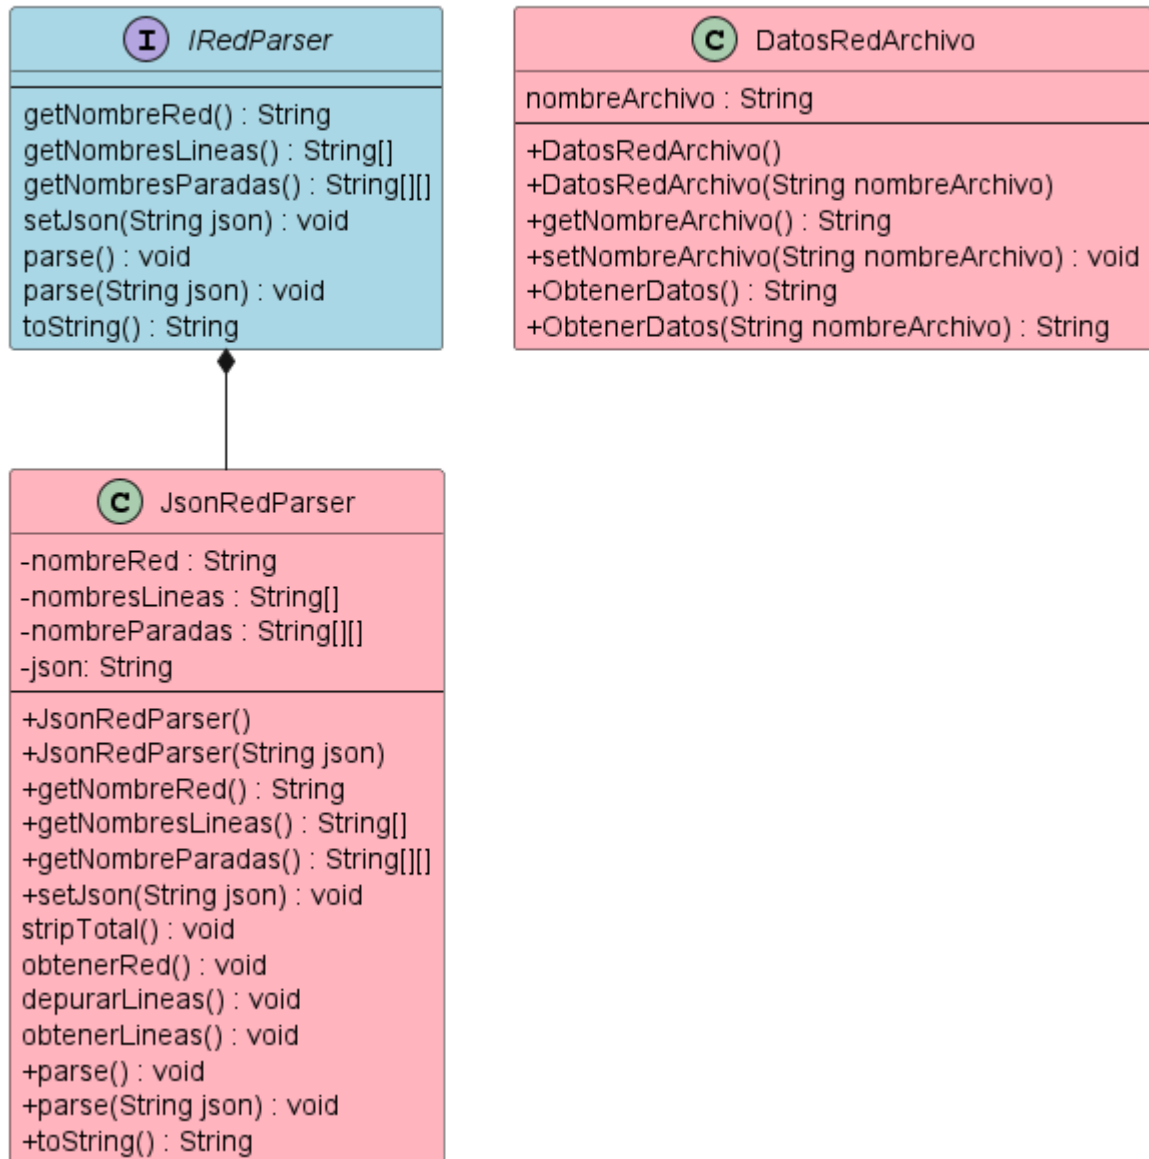 I IRedParser
getNombreRed() : String
getNombresLineas() : String[]
getNombresParadas() : String[][]
setJson(String json) : void
parse() : void
parse(String json) : void
toString() : String
C DatosRedArchivo
nombreArchivo : String
+DatosRedArchivo()
+DatosRedArchivo(String nombreArchivo)
+getNombreArchivo() : String
+setNombreArchivo(String nombreArchivo) : void
+ObtenerDatos() : String
+ObtenerDatos(String nombreArchivo) : String
C JsonRedParser
-nombreRed : String
-nombresLineas : String[]
-nombreParadas : String[][]
-json: String
+JsonRedParser()
+JsonRedParser(String json)
+getNombreRed() : String
+getNombresLineas() : String[]
+getNombreParadas() : String[][]
+setJson(String json) : void
stripTotal() : void
obtenerRed() : void
depurarLineas() : void
obtenerLineas() : void
+parse() : void
+parse(String json) : void
+toString() : String